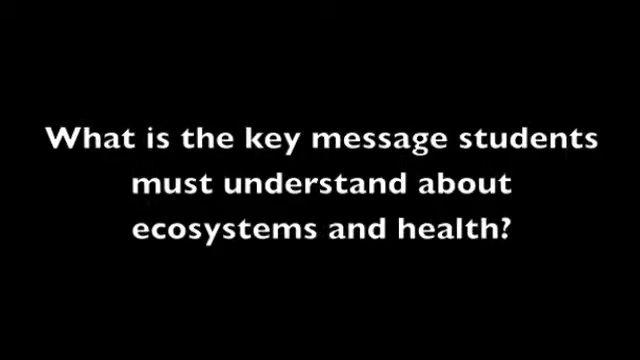 What is the key message students
must understand about
ecosystems and health?